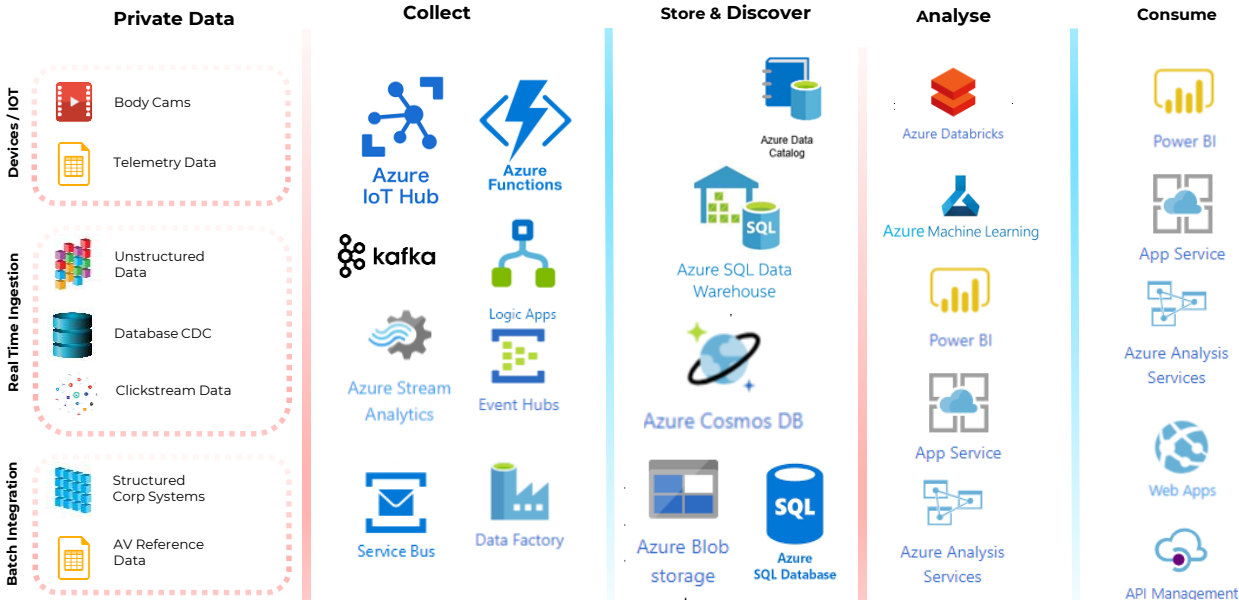 Private Data
Collect
Store & Discover
Analyse
Consume
Devices / IOT
Body Cams
Telemetry Data
Real Time Ingestion
Unstructured
Data
Database CDC
Clickstream Data
Batch Integration
Structured
Corp Systems
AV Reference
Data
Azure
IoT Hub
Azure
Functions
kafka
Logic Apps
Azure Stream
Analytics
Event Hubs
Service Bus
Data Factory
Azure Data
Catalog
SQL
Azure SQL Data
Warehouse
Azure Cosmos DB
Azure Blob
storage
SQL
Azure
SQL Database
Azure Databricks
Azure Machine Learning
Power BI
App Service
Azure Analysis
Services
Power BI
App Service
Azure Analysis
Services
Web Apps
API Management